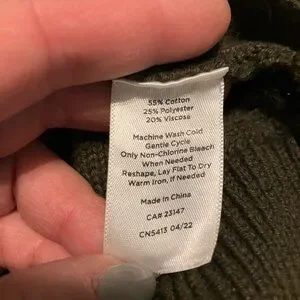 55% Cotton
25% Polyester
20% Viscose
Machine Wash Cold
Gentle Cycle
Only Non-Chlorine Bleach
When Needed
Reshape, Lay Flat To Dry
Warm Iron, If Needed
Made in China
CA# 23147
CN5413 04/22